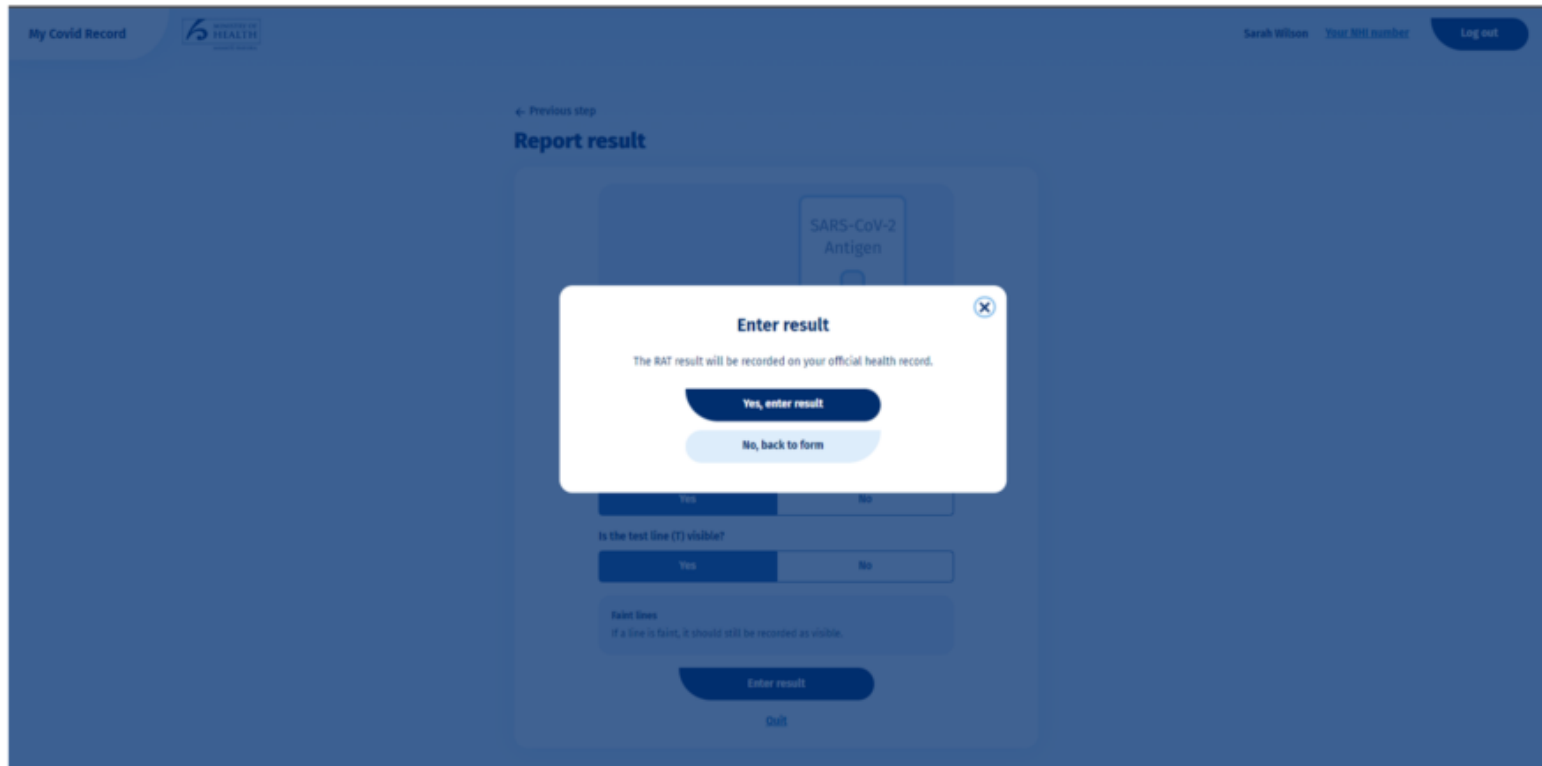 My Covid Record
MINISTRY OF
HEALTH
Sarah Wilson
Your NHI number
Log out
← Previous step
Report result
SARS-CoV-2
Antigen
Enter result
The RAT result will be recorded on your official health record.
Yes, enter result
No, back to form
Yes No
Is the test line (T) visible?
Yes No
Faint lines
If a line is faint, it should still be recorded as visible.
Enter result
Quit